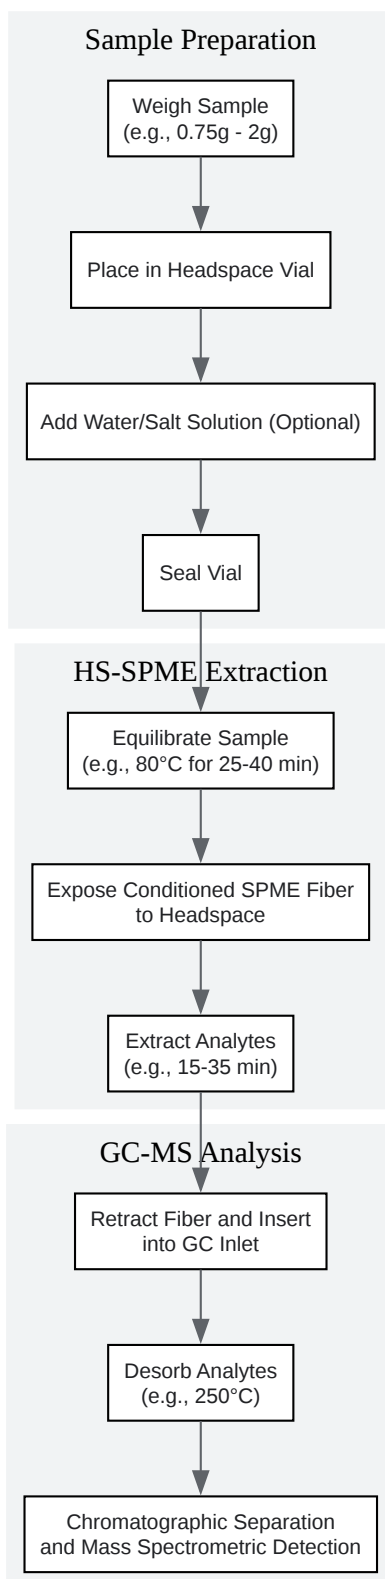 Sample Preparation
Weigh Sample
(e.g., 0.75g - 2g)
Place in Headspace Vial
Add Water/Salt Solution (Optional)
Seal Vial
HS-SPME Extraction
Equilibrate Sample
(e.g., 80°C for 25-40 min)
Expose Conditioned SPME Fiber
to Headspace
Extract Analytes
(e.g., 15-35 min)
GC-MS Analysis
Retract Fiber and Insert
into GC Inlet
Desorb Analytes
(e.g., 250°C)
Chromatographic Separation
and Mass Spectrometric Detection